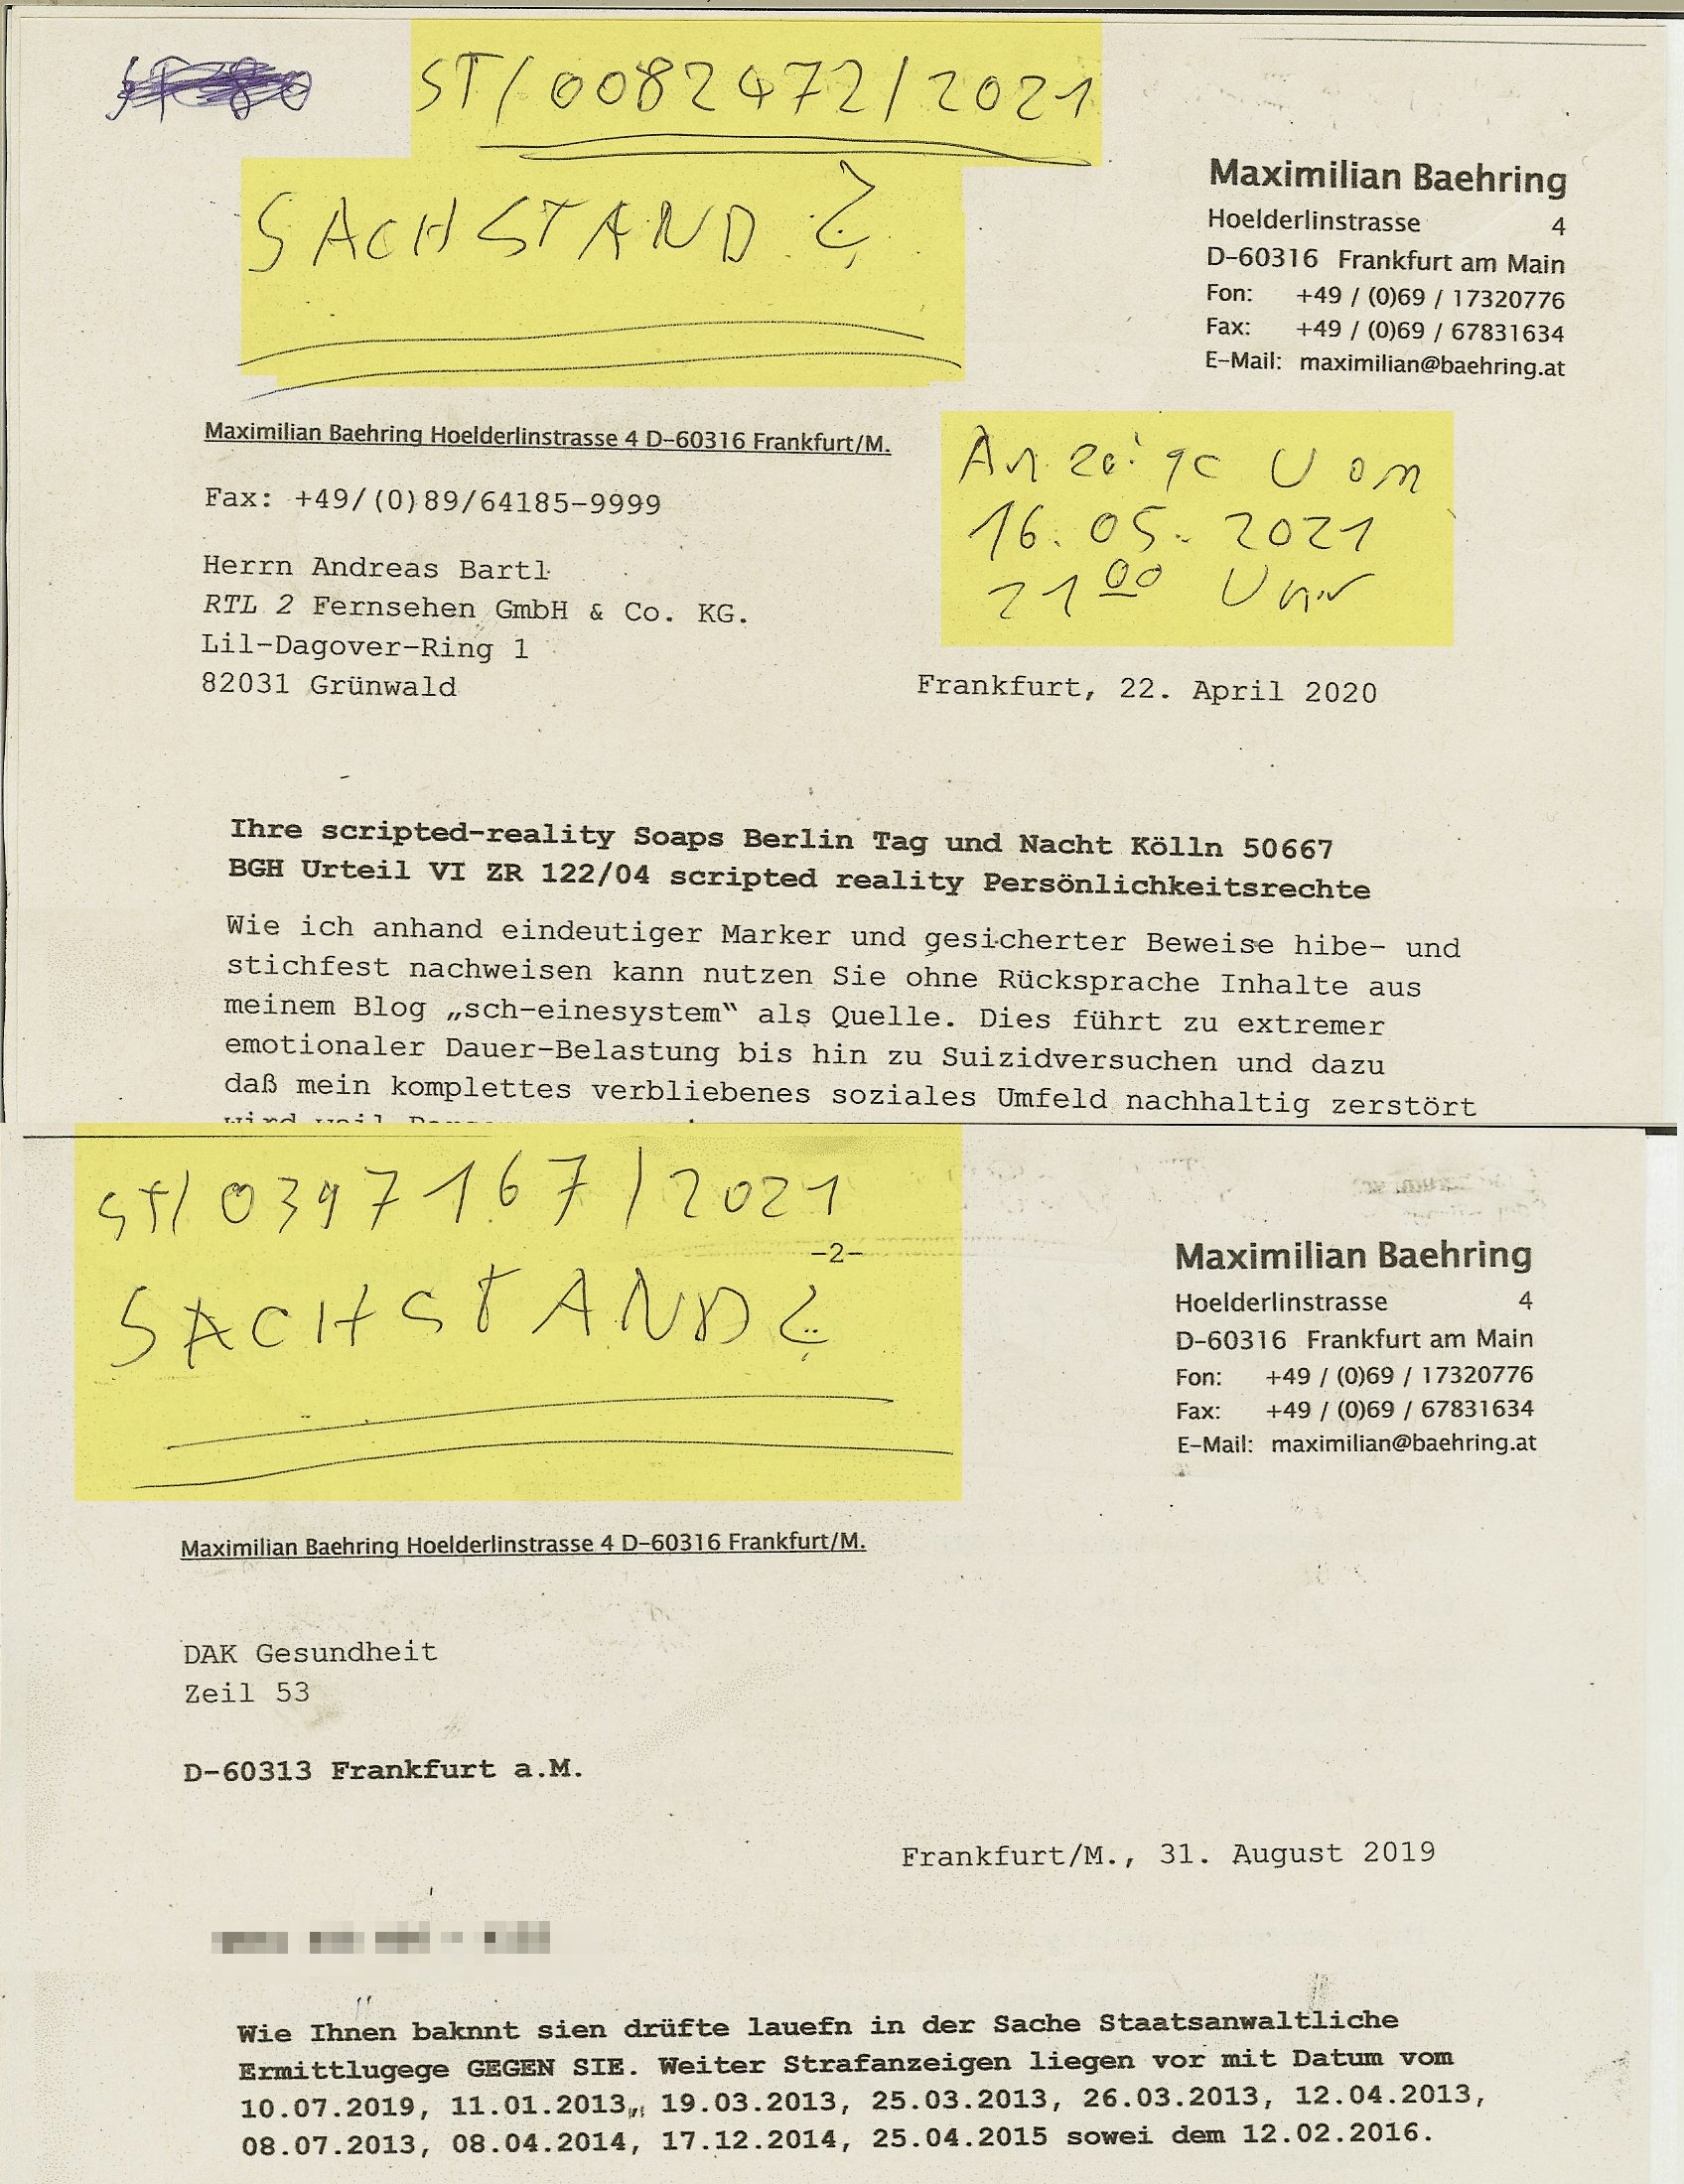 ST/0082472/2021
SACHSTAND ?
Maximilian Baehring
Hoelderlinstrasse 4
D-60316 Frankfurt am Main
Fon: +49 / (0)69 / 17320776
Fax: +49 / (0)69 / 67831634
E-Mail: maximilian@baehring.at
Maximilian Baehring Hoelderlinstrasse 4 D-60316 Frankfurt/M.
Anzeige vom
16.05.2021
21 00 Uhr
Fax: +49/(0)89/64185-9999
Herrn Andreas Bartl
RTL 2 Fernsehen GmbH & Co. KG.
Lil-Dagover-Ring 1
82031 Grünwald
Frankfurt, 22. April 2020
Ihre scripted-reality Soaps Berlin Tag und Nacht Kölln 50667
BGH Urteil VI ZR 122/04 scripted reality Persönlichkeitsrechte
Wie ich anhand eindeutiger Marker und gesicherter Beweise hibe- und
stichfest nachweisen kann nutzen Sie ohne Rücksprache Inhalte aus
meinem Blog „sch-einesystem“ als Quelle. Dies führt zu extremer
emotionaler Dauer-Belastung bis hin zu Suizidversuchen und dazu
daß mein komplettes verbliebenes soziales Umfeld nachhaltig zerstört
ST/0397167/2021
-2-
SACHSTAND ?
Maximilian Baehring
Hoelderlinstrasse 4
D-60316 Frankfurt am Main
Fon: +49 / (0)69 / 17320776
Fax: +49 / (0)69 / 67831634
E-Mail: maximilian@baehring.at
Maximilian Baehring Hoelderlinstrasse 4 D-60316 Frankfurt/M.
DAK Gesundheit
Zeil 53
D-60313 Frankfurt a.M.
Frankfurt/M., 31. August 2019
Wie Ihnen baknnt sien drüfte lauefn in der Sache Staatsanwaltliche
Ermittlugege GEGEN SIE. Weiter Strafanzeigen liegen vor mit Datum vom
10.07.2019, 11.01.2013, 19.03.2013, 25.03.2013, 26.03.2013, 12.04.2013,
08.07.2013, 08.04.2014, 17.12.2014, 25.04.2015 sowei dem 12.02.2016.